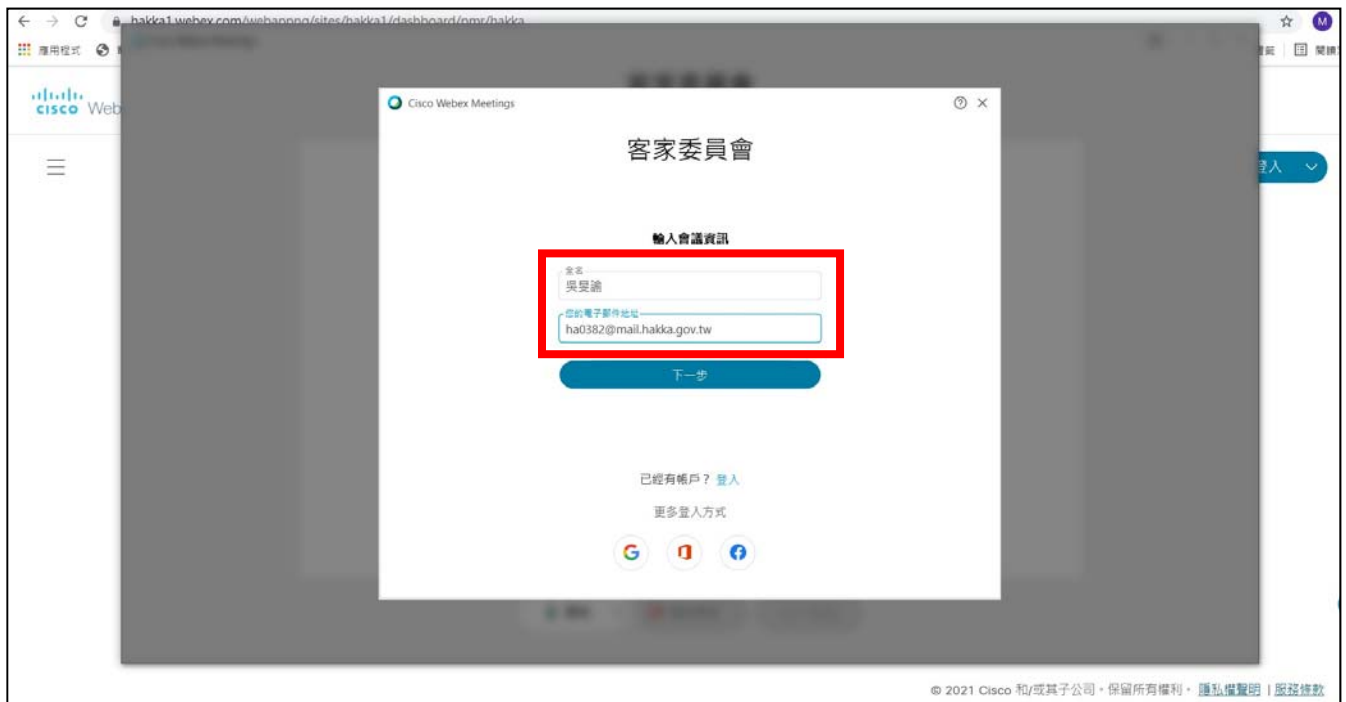 hakka1.webex.com/webappng/sites/hakka1/dashboard/pmr/hakka
M
應用程式
cisco Web
Cisco Webex Meetings
客家委員會
登入
輸入會議資訊
全名
吳旻諭
您的電子郵件地址
ha0382@mail.hakka.gov.tw
下一步
已經有帳戶？ 登入
更多登入方式
© 2021 Cisco 和/或其子公司。保留所有權利。 隱私權聲明 | 服務條款